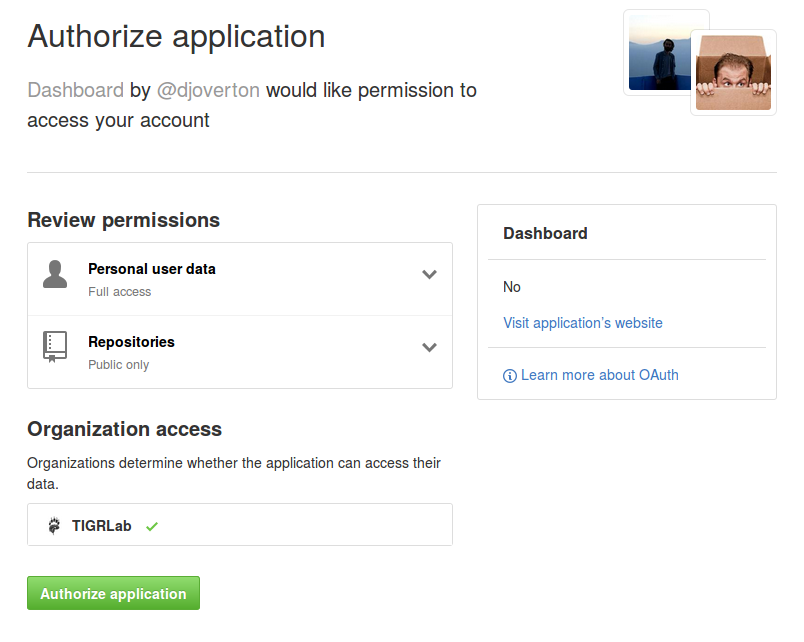 Authorize application
Dashboard by @djoverton would like permission to
access your account
Review permissions
Personal user data
Full access
Repositories
Public only
Organization access
Organizations determine whether the application can access their
data.
TIGRLab
Authorize application
Dashboard
No
Visit application's website
Learn more about OAuth